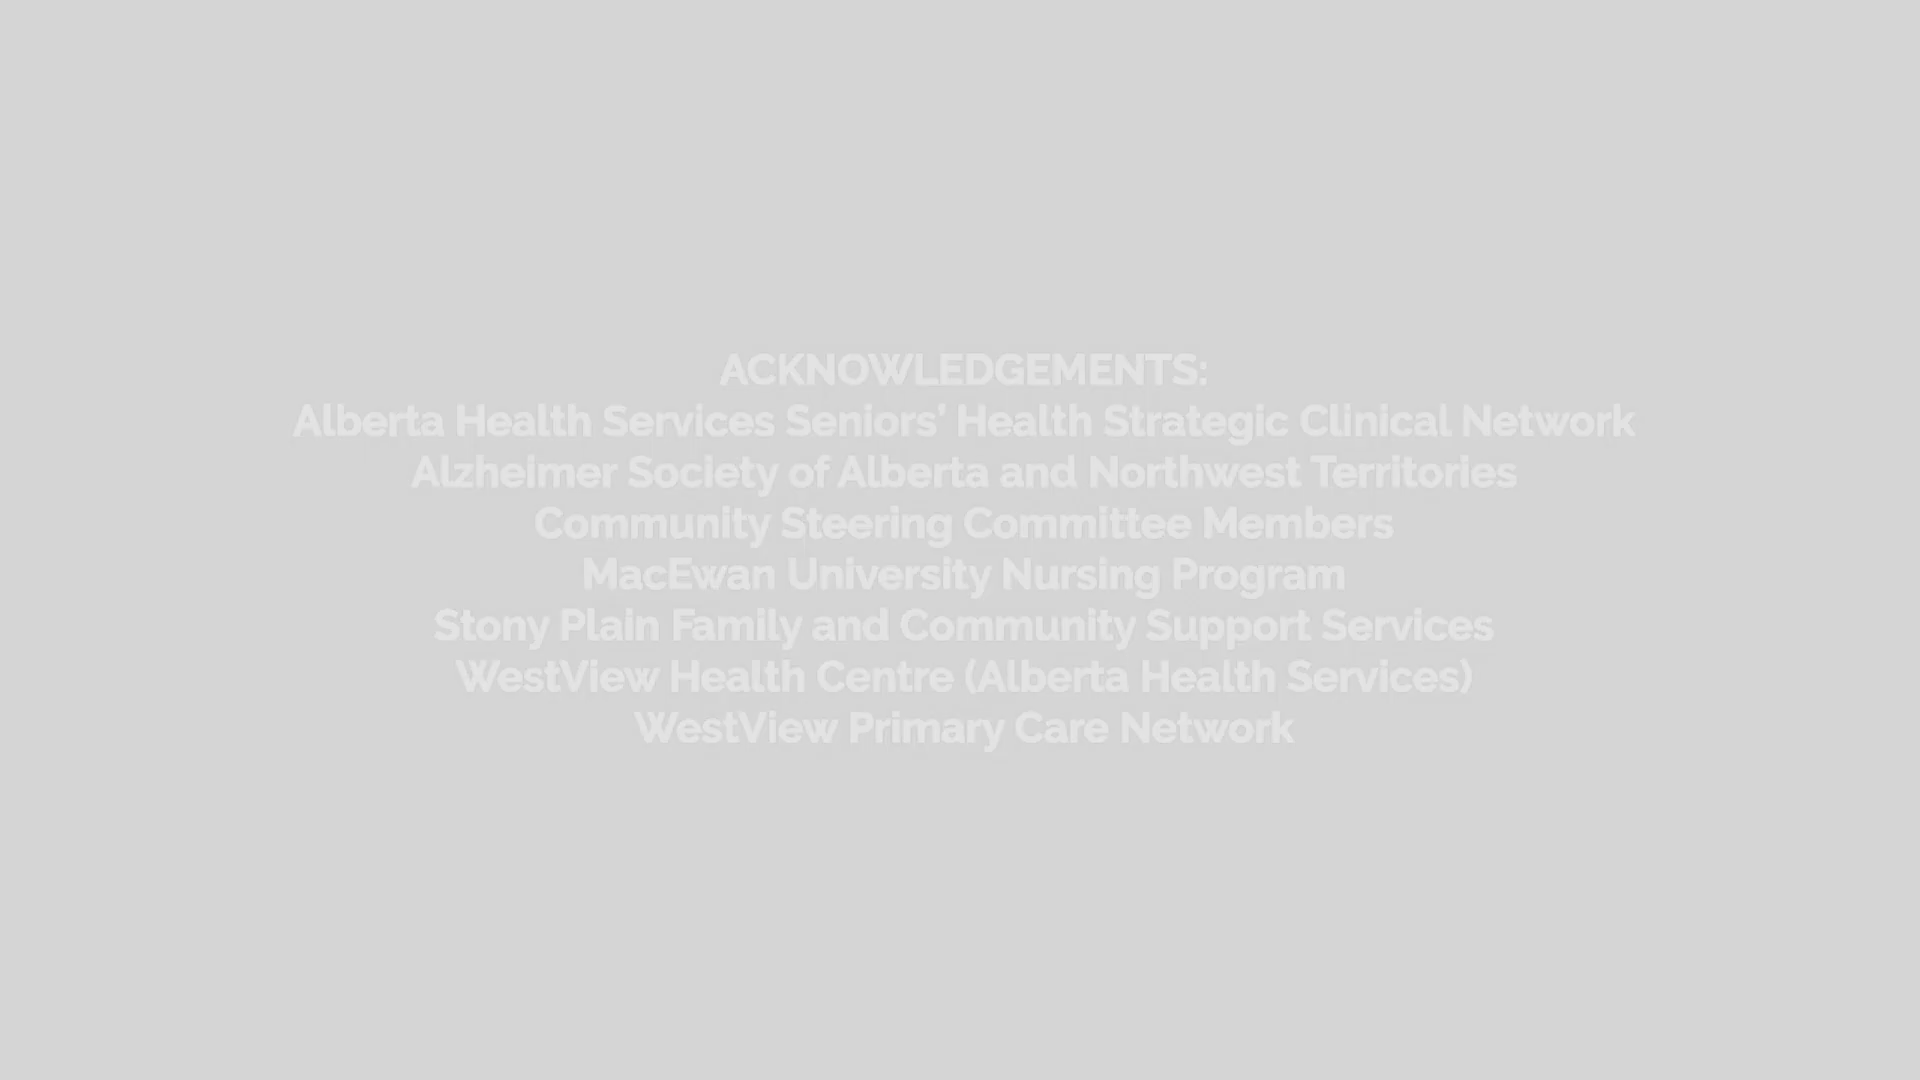 ACKNOWLEDGEMENTS:
Alberta Health Services Seniors’ Health Strategic Clinical Network
Alzheimer Society of Alberta and Northwest Territories
Community Steering Committee Members
MacEwan University Nursing Program
Stony Plain Family and Community Support Services
WestView Health Centre (Alberta Health Services)
WestView Primary Care Network